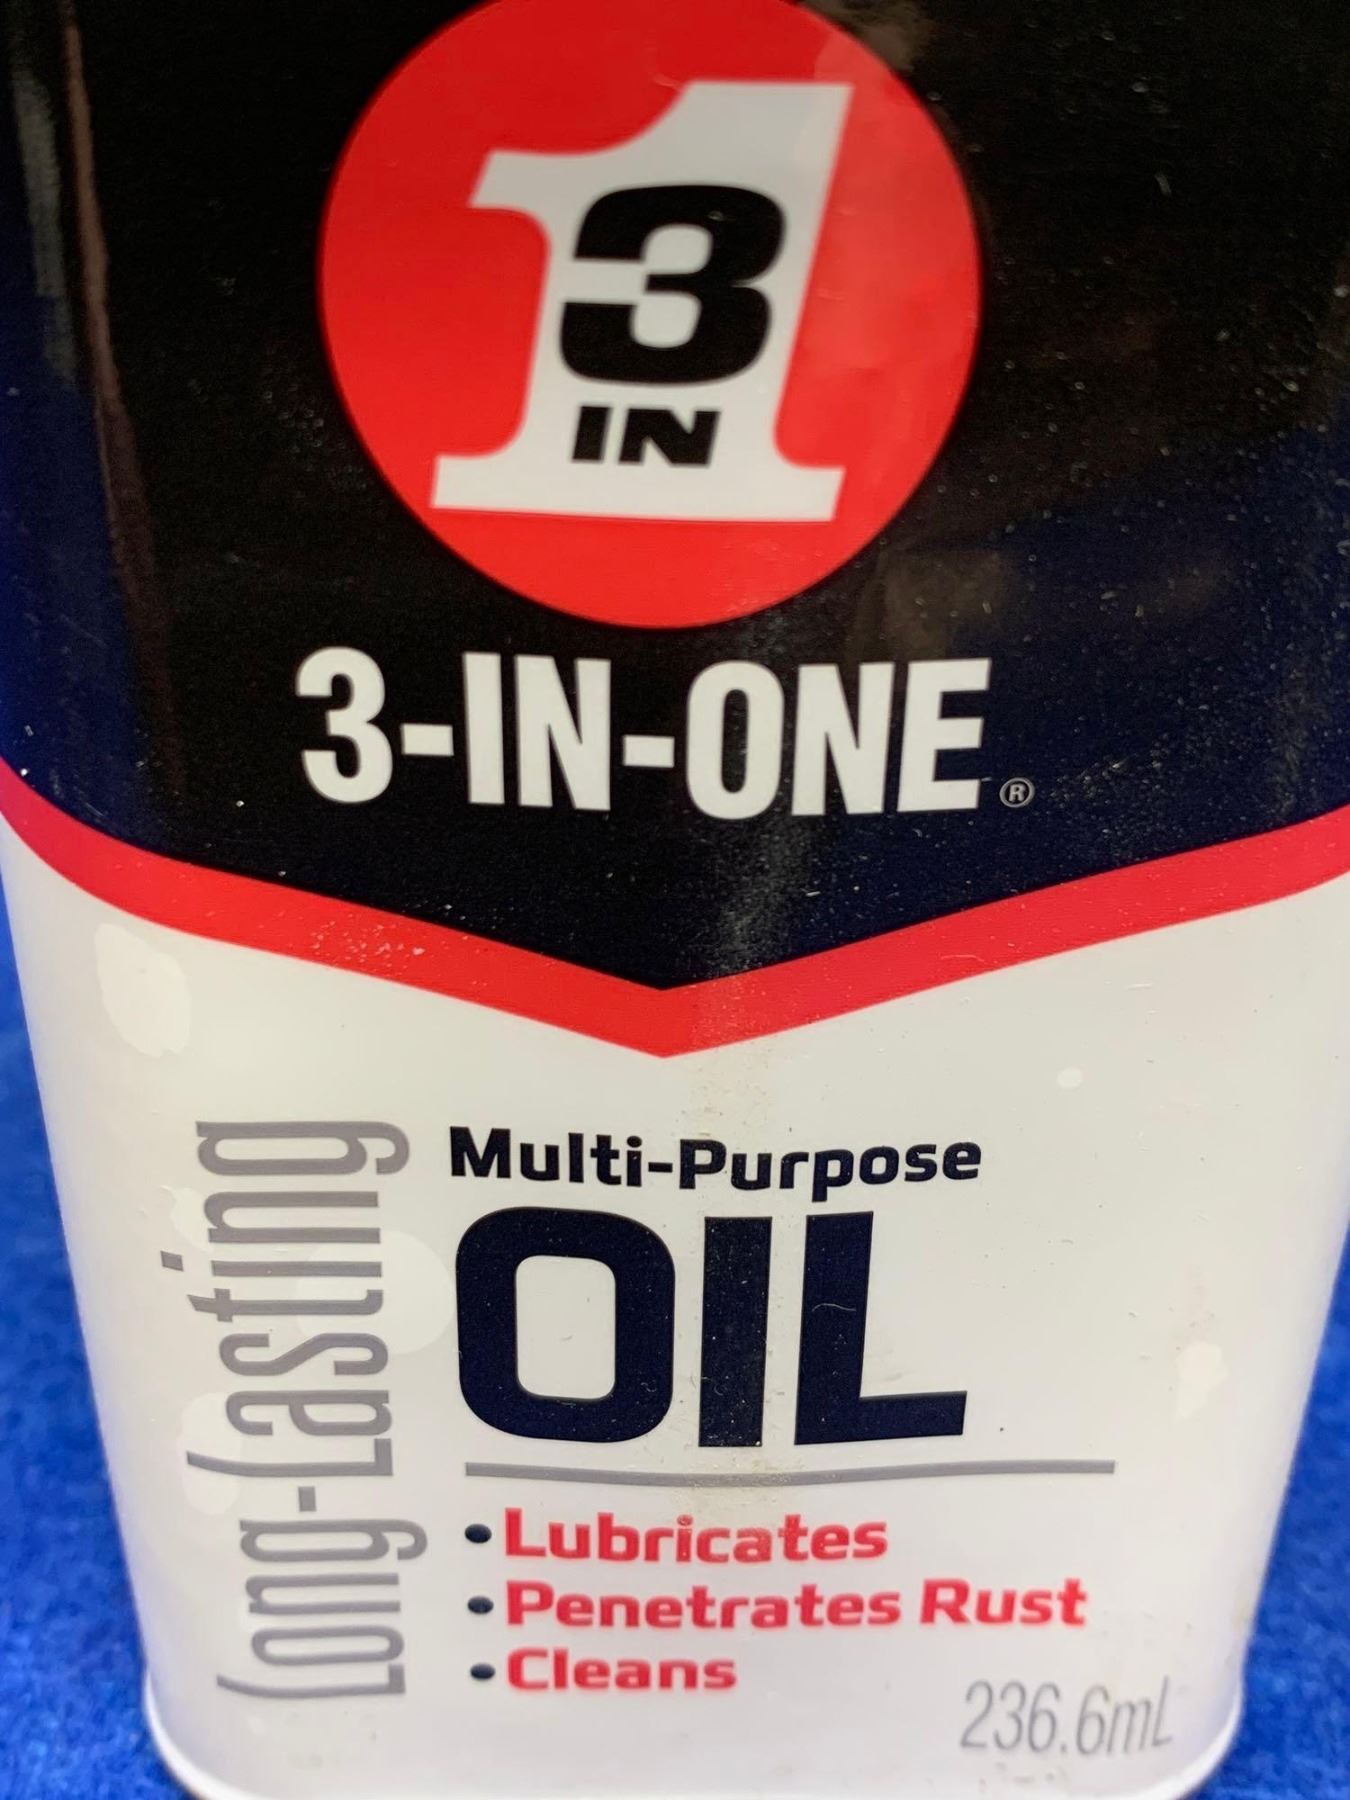 1
3
IN
3-IN-ONE®
Long-Lasting
Multi-Purpose
OIL
• Lubricates
• Penetrates Rust
• Cleans
236.6mL